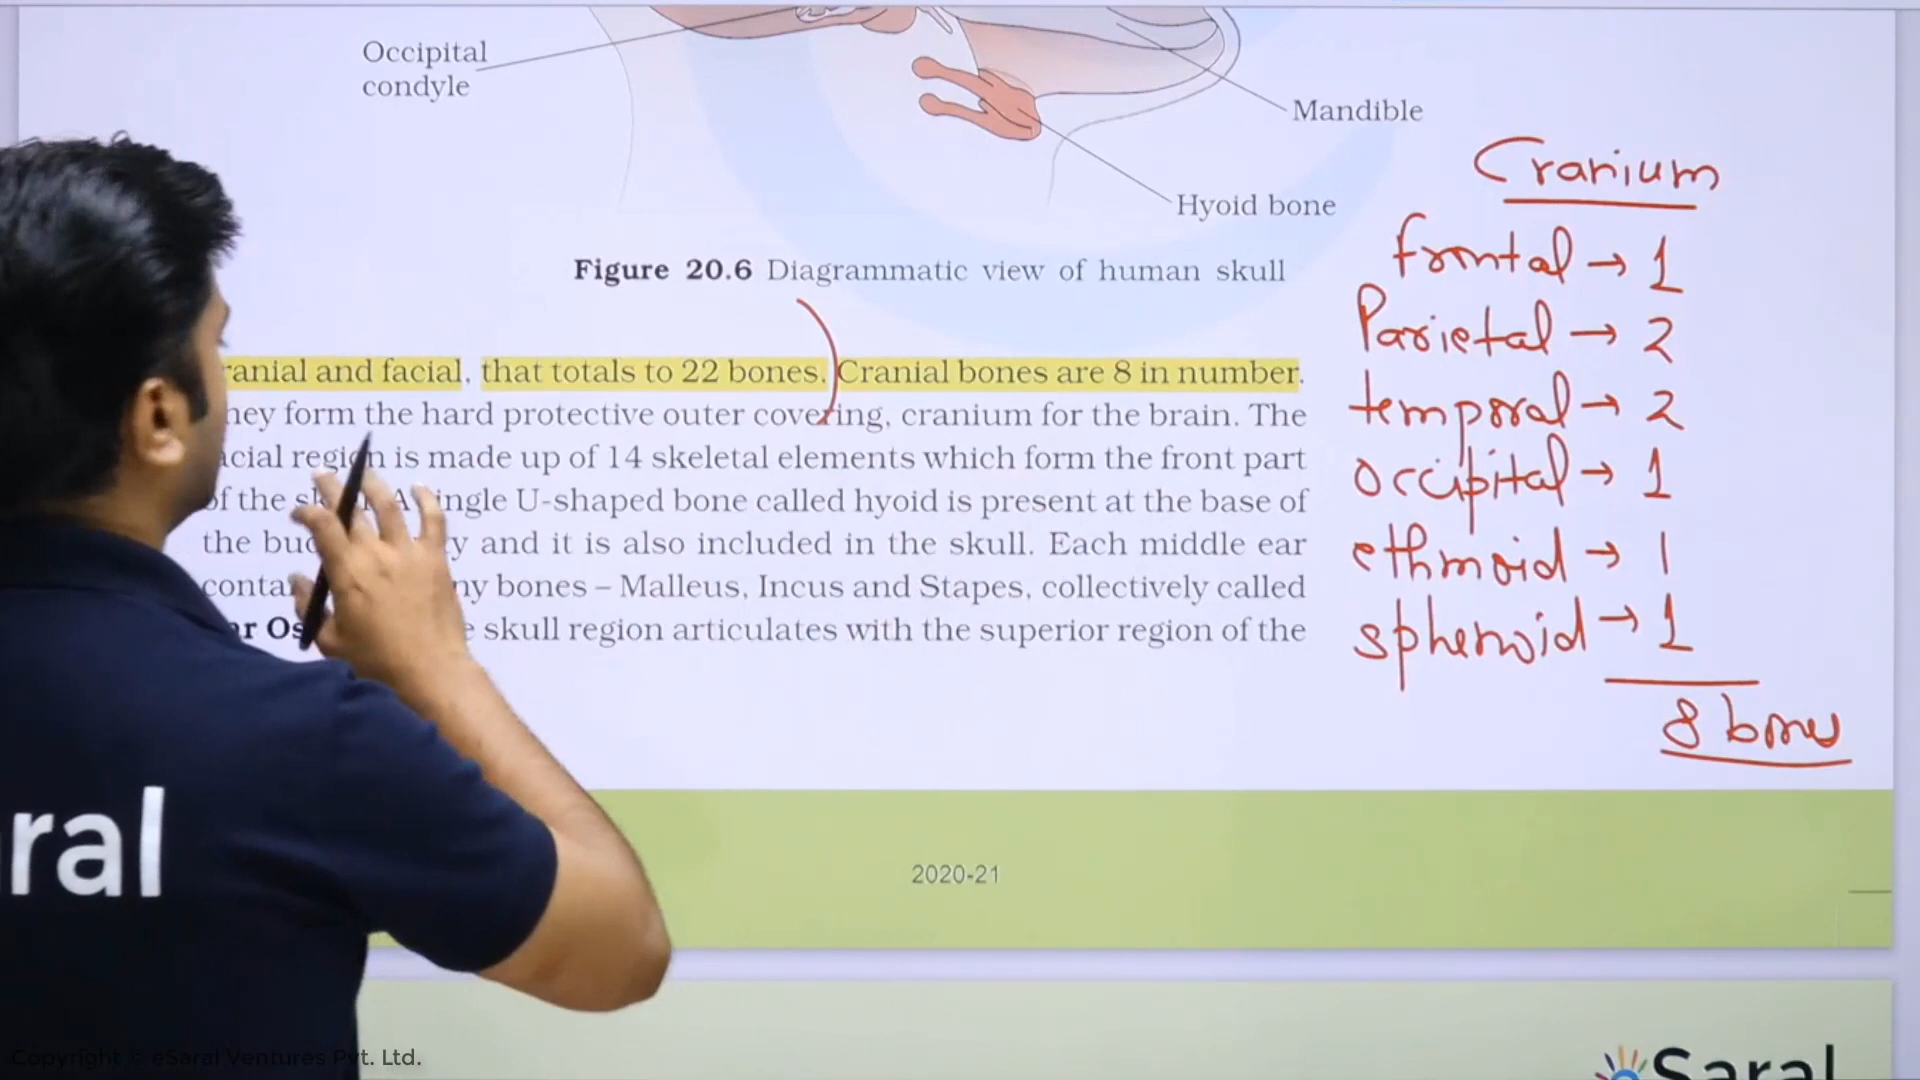 Occipital
condyle
Mandible
Hyoid bone
Figure 20.6 Diagrammatic view of human skull
ranial and facial, that totals to 22 bones. Cranial bones are 8 in number.
hey form the hard protective outer covering, cranium for the brain. The
acial region is made up of 14 skeletal elements which form the front part
of the A single U-shaped bone called hyoid is present at the base of
the and it is also included in the skull. Each middle ear
bones – Malleus, Incus and Stapes, collectively called
skull region articulates with the superior region of the
Cranium
frontal → 1
Parietal → 2
temporal → 2
occipital → 1
ethmoid → 1
sphenoid → 1
8 bones
2020-21
ral
Copyright © eSaral Ventures Pvt. Ltd.
eSaral